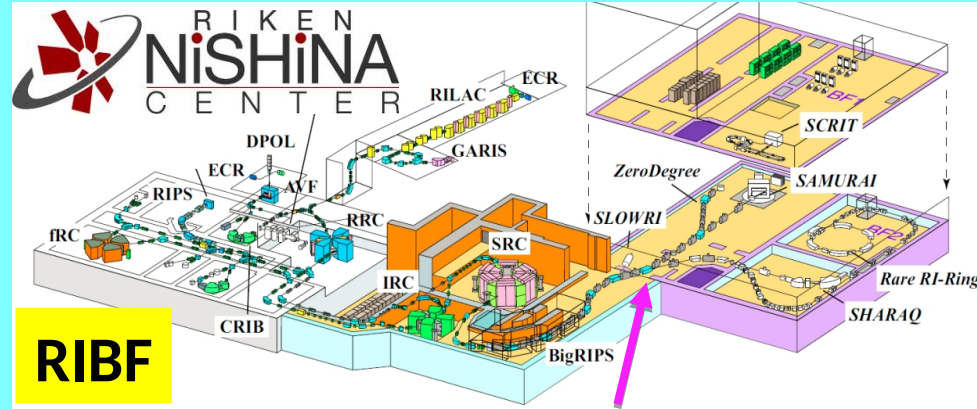 RIKEN
NiSHiNA
CENTER
ECR
RILAC
DPOL
ECR
GARIS
RIPS
AVF
RRC
fRC
CRIB
IRC
SRC
BigRIPS
SLOWRI
ZeroDegree
BF1
SCRIT
SAMURAI
BF2
Rare RI-Ring
SHARAQ
RIBF